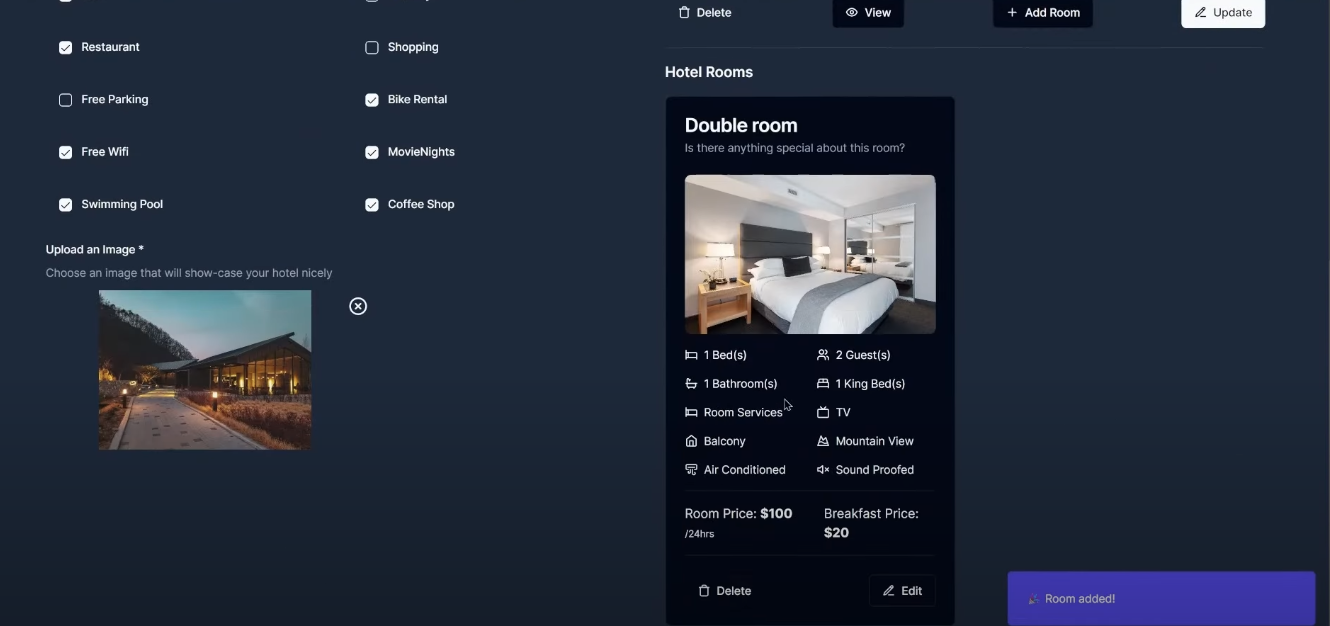 Restaurant
Shopping
Free Parking
Bike Rental
Free Wifi
MovieNights
Swimming Pool
Coffee Shop
Upload an Image *
Choose an image that will show-case your hotel nicely
Delete
View
Add Room
Update
Hotel Rooms
Double room
Is there anything special about this room?
1 Bed(s)
2 Guest(s)
1 Bathroom(s)
1 King Bed(s)
Room Services
TV
Balcony
Mountain View
Air Conditioned
Sound Proofed
Room Price: $100
/24hrs
Breakfast Price:
$20
Delete
Edit
🎉 Room added!